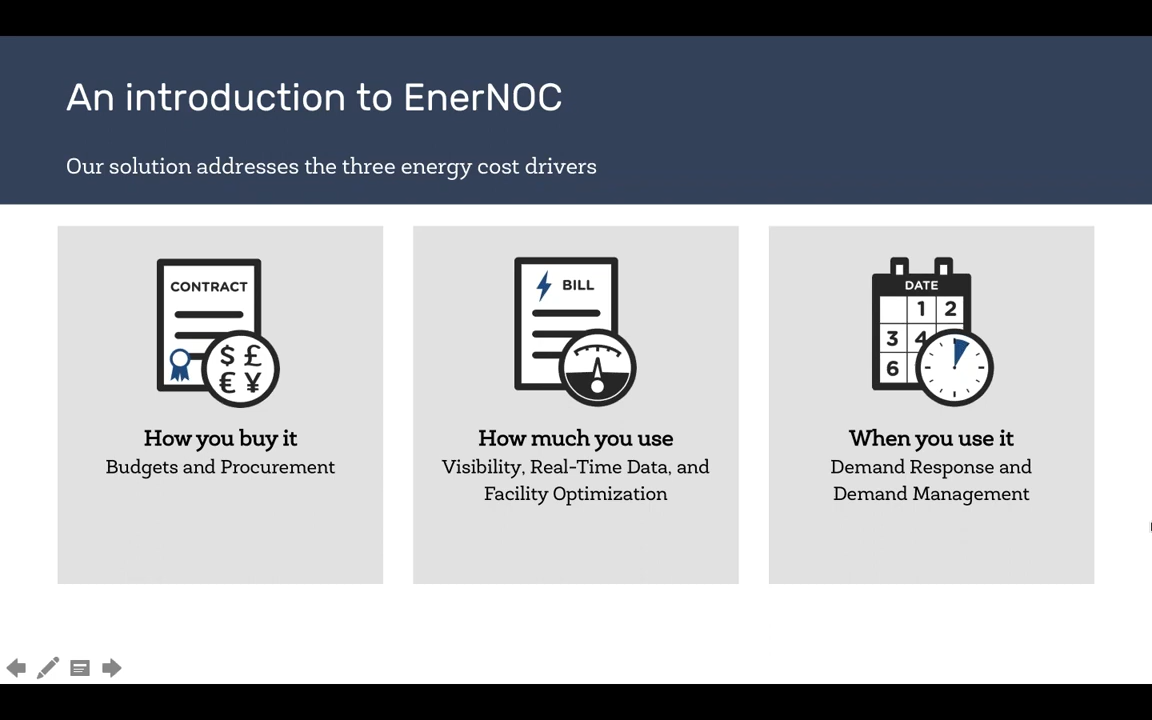 An introduction to EnerNOC
Our solution addresses the three energy cost drivers
CONTRACT
$ £
€ ¥
How you buy it
Budgets and Procurement
BILL
How much you use
Visibility, Real-Time Data, and
Facility Optimization
DATE
1 2
3 4
6
When you use it
Demand Response and
Demand Management